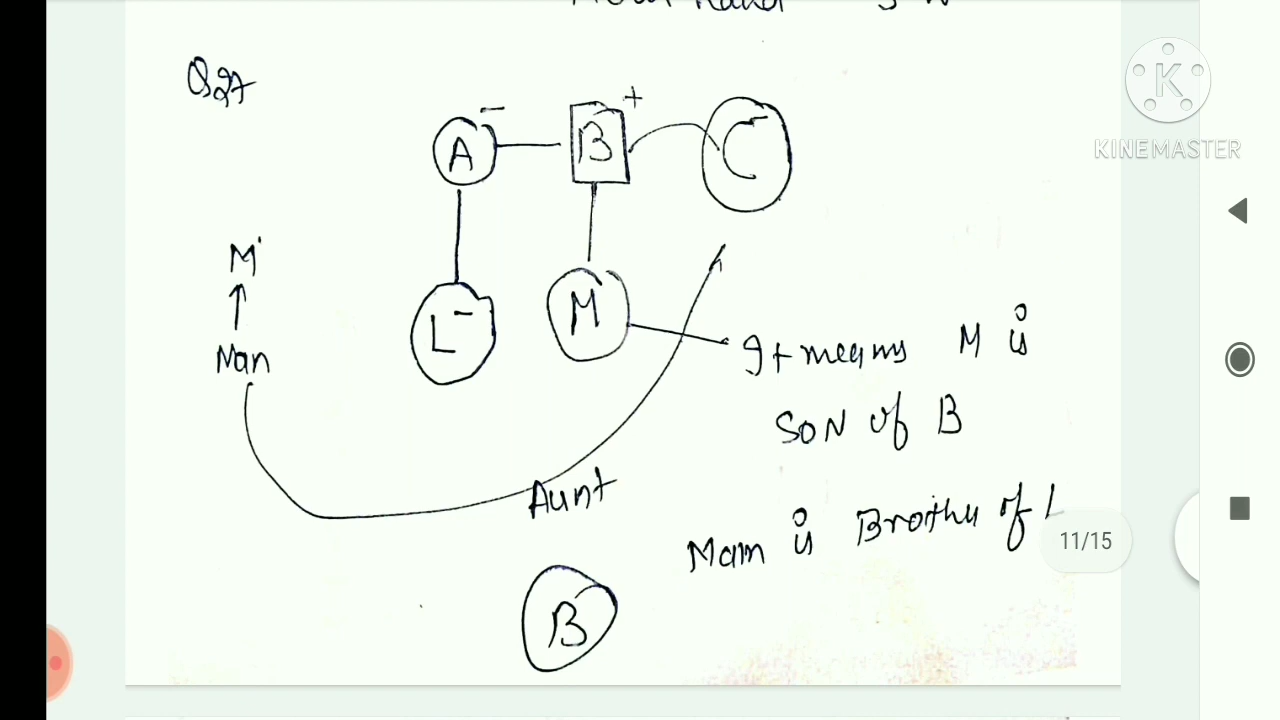 Q27
A - B + C -
L - M
M
Man
It means M is
SON of B
Aunt
Man is Brother of L
B
11/15
K
KINEMASTER